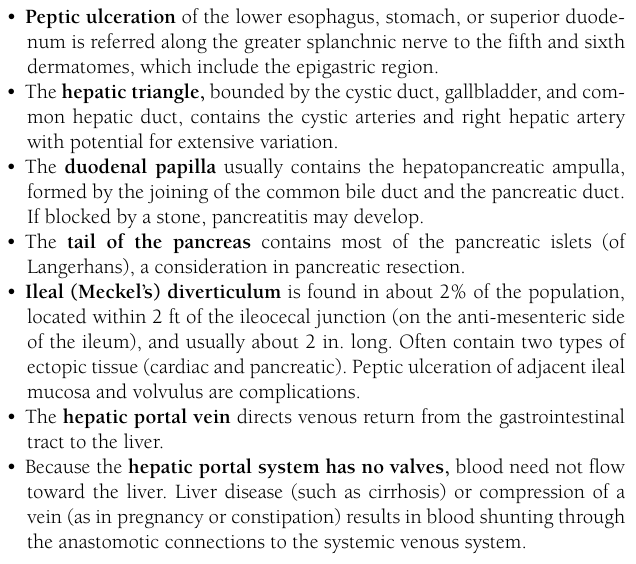 • Peptic ulceration of the lower esophagus, stomach, or superior duode-
num is referred along the greater splanchnic nerve to the fifth and sixth
dermatomes, which include the epigastric region.
• The hepatic triangle, bounded by the cystic duct, gallbladder, and com-
mon hepatic duct, contains the cystic arteries and right hepatic artery
with potential for extensive variation.
• The duodenal papilla usually contains the hepatopancreatic ampulla,
formed by the joining of the common bile duct and the pancreatic duct.
If blocked by a stone, pancreatitis may develop.
• The tail of the pancreas contains most of the pancreatic islets (of
Langerhans), a consideration in pancreatic resection.
• Ileal (Meckel's) diverticulum is found in about 2% of the population,
located within 2 ft of the ileocecal junction (on the anti-mesenteric side
of the ileum), and usually about 2 in. long. Often contain two types of
ectopic tissue (cardiac and pancreatic). Peptic ulceration of adjacent ileal
mucosa and volvulus are complications.
• The hepatic portal vein directs venous return from the gastrointestinal
tract to the liver.
• Because the hepatic portal system has no valves, blood need not flow
toward the liver. Liver disease (such as cirrhosis) or compression of a
vein (as in pregnancy or constipation) results in blood shunting through
the anastomotic connections to the systemic venous system.